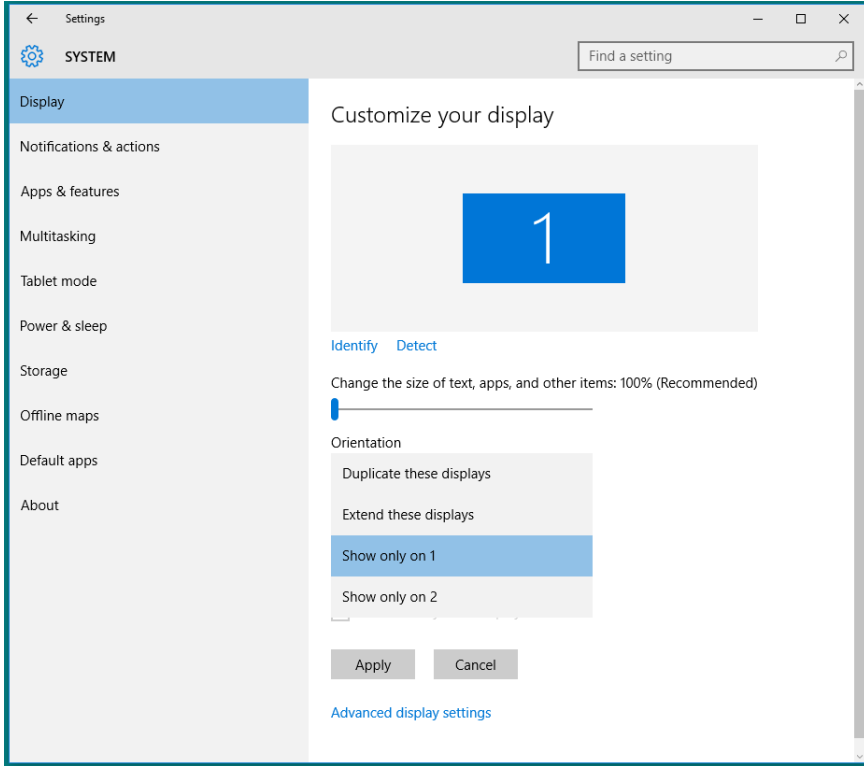 Settings
SYSTEM
Find a setting
Display
Notifications & actions
Apps & features
Multitasking
Tablet mode
Power & sleep
Storage
Offline maps
Default apps
About
Customize your display
1
Identify Detect
Change the size of text, apps, and other items: 100% (Recommended)
Orientation
Duplicate these displays
Extend these displays
Show only on 1
Show only on 2
Apply Cancel
Advanced display settings